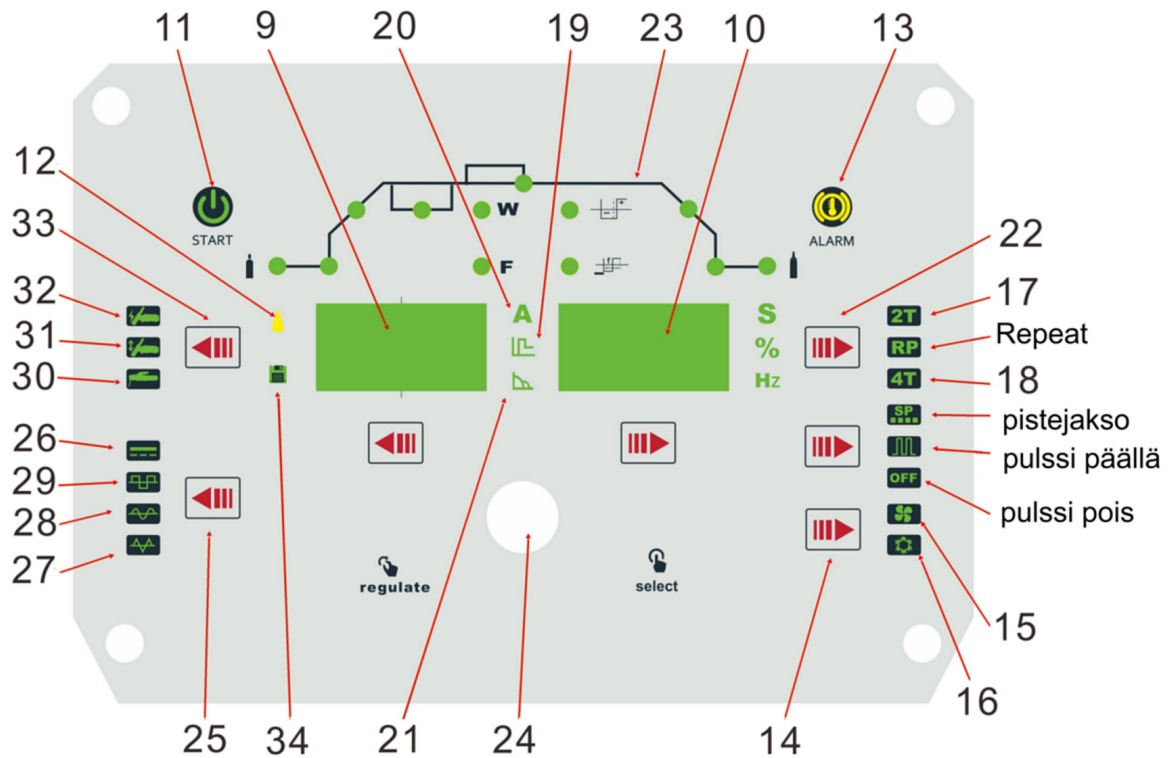 11 9 20 19 23 10 13
12
33
32
31
30
26
29
28
27
START
W
F
ALARM
22
17
Repeat
18
pistejakso
pulssi päällä
pulssi pois
15
16
A
S
%
Hz
2T
RP
4T
SP
OFF
regulate
select
25 34 21 24 14